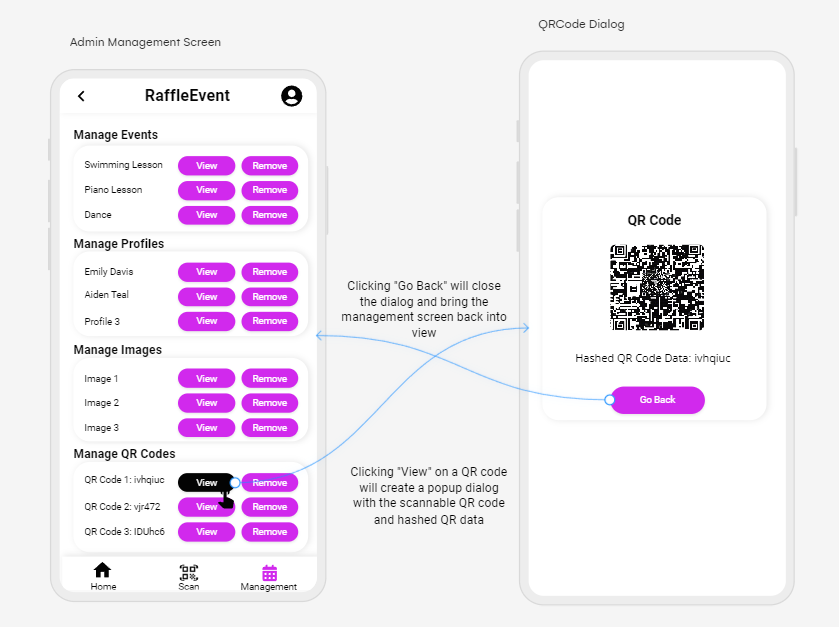 Admin Management Screen
QRCode Dialog
RaffleEvent
Manage Events
Swimming Lesson View Remove
Piano Lesson View Remove
Dance View Remove
Manage Profiles
Emily Davis View Remove
Aiden Teal View Remove
Profile 3 View Remove
Manage Images
Image 1 View Remove
Image 2 View Remove
Image 3 View Remove
Manage QR Codes
QR Code 1: ivhqiuc View Remove
QR Code 2: vjr472 View Remove
QR Code 3: IDUhc6 View Remove
Home Scan Management
Clicking "Go Back" will close
the dialog and bring the
management screen back into
view
Clicking "View" on a QR code
will create a popup dialog
with the scannable QR code
and hashed QR data
QR Code
Hashed QR Code Data: ivhqiuc
Go Back